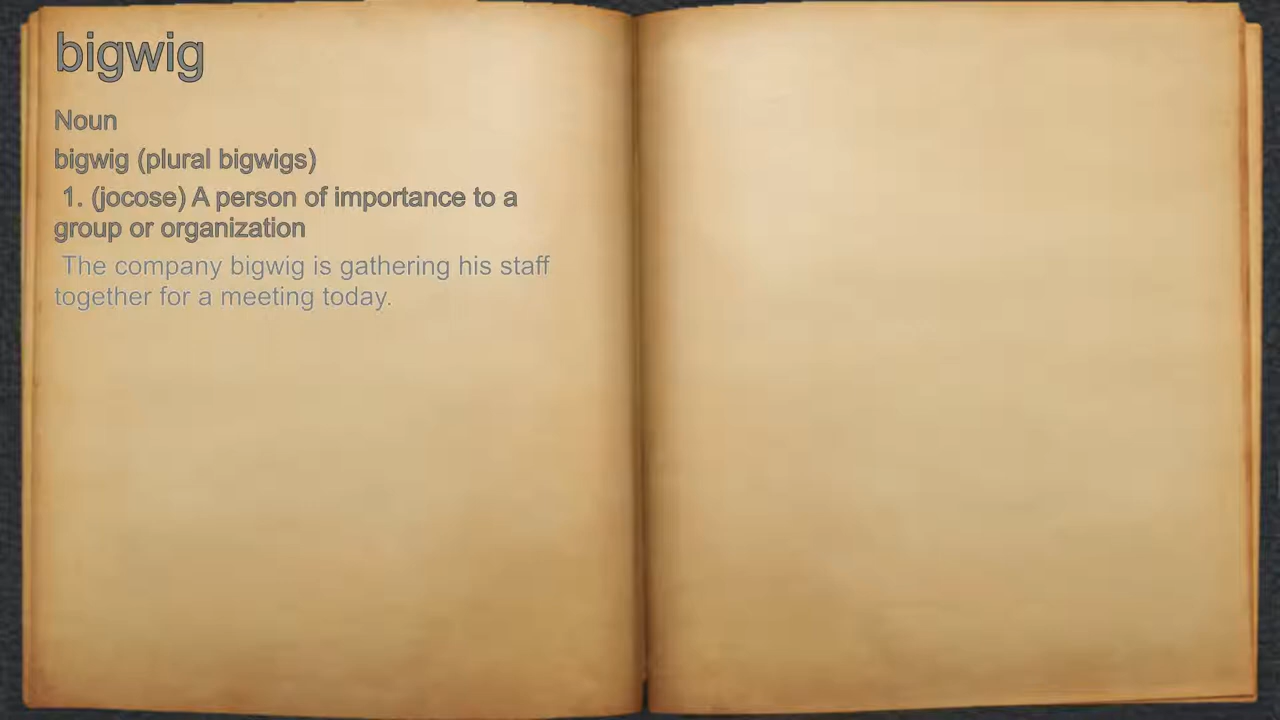 bigwig
Noun
bigwig (plural bigwigs)
1. (jocose) A person of importance to a
group or organization
The company bigwig is gathering his staff
together for a meeting today.